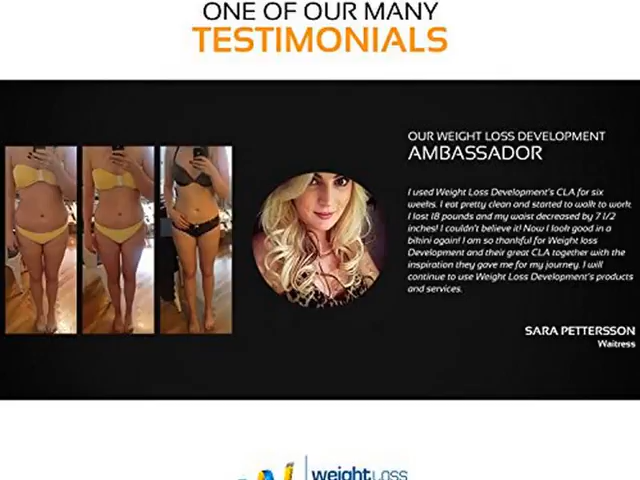 ONE OF OUR MANY
TESTIMONIALS
OUR WEIGHT LOSS DEVELOPMENT
AMBASSADOR
I used Weight Loss Development's CLA for six
weeks. I eat pretty clean and started to walk to work.
I lost 18 pounds and my waist decreased by 7 1/2
inches! I couldn't believe it! Now I look good in a
bikini again! I am so thankful for Weight loss
Development and their great CLA together with the
inspiration they gave me for my journey. I will
continue to use Weight Loss Development's products
and services.
SARA PETTERSSON
Waitress
weightLoss